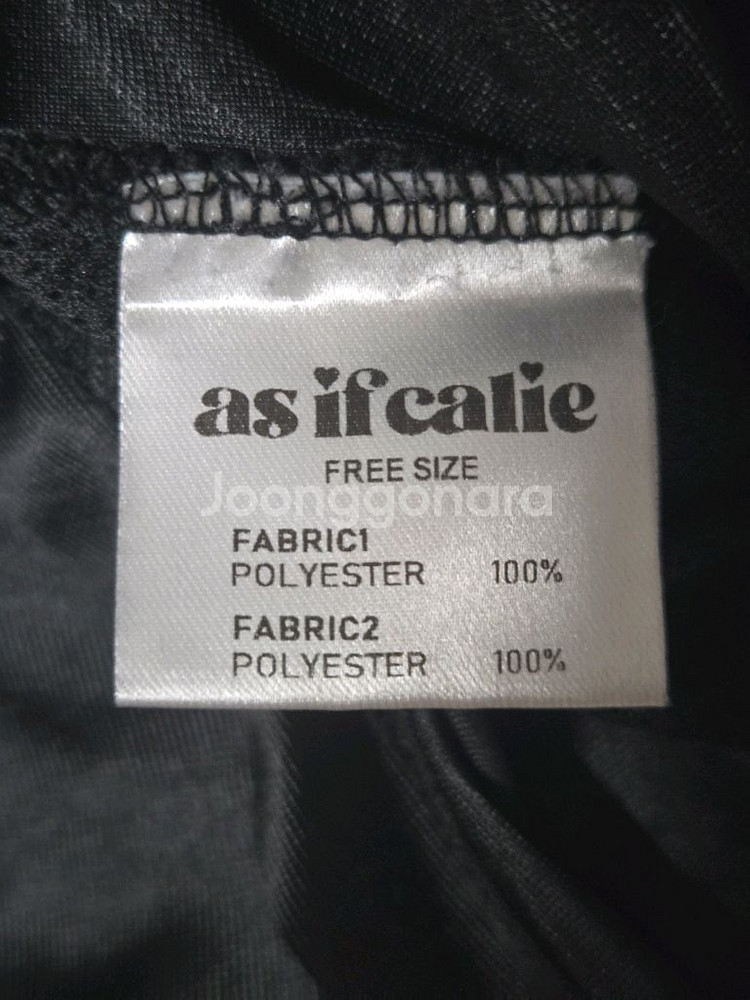 as if calie
FREE SIZE
Joonggonara
FABRIC1
POLYESTER 100%
FABRIC2
POLYESTER 100%